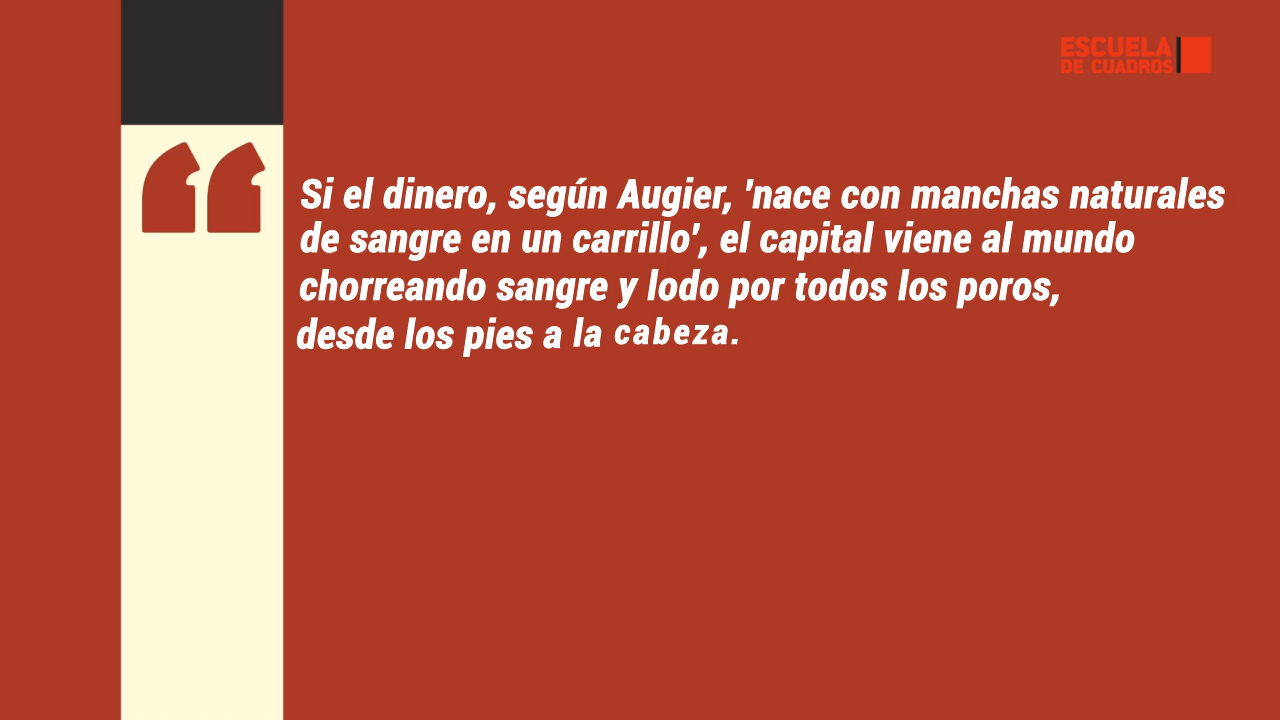 ESCUELA
DE CUADROS
Si el dinero, según Augier, 'nace con manchas naturales
de sangre en un carrillo', el capital viene al mundo
chorreando sangre y lodo por todos los poros,
desde los pies a la cabeza.